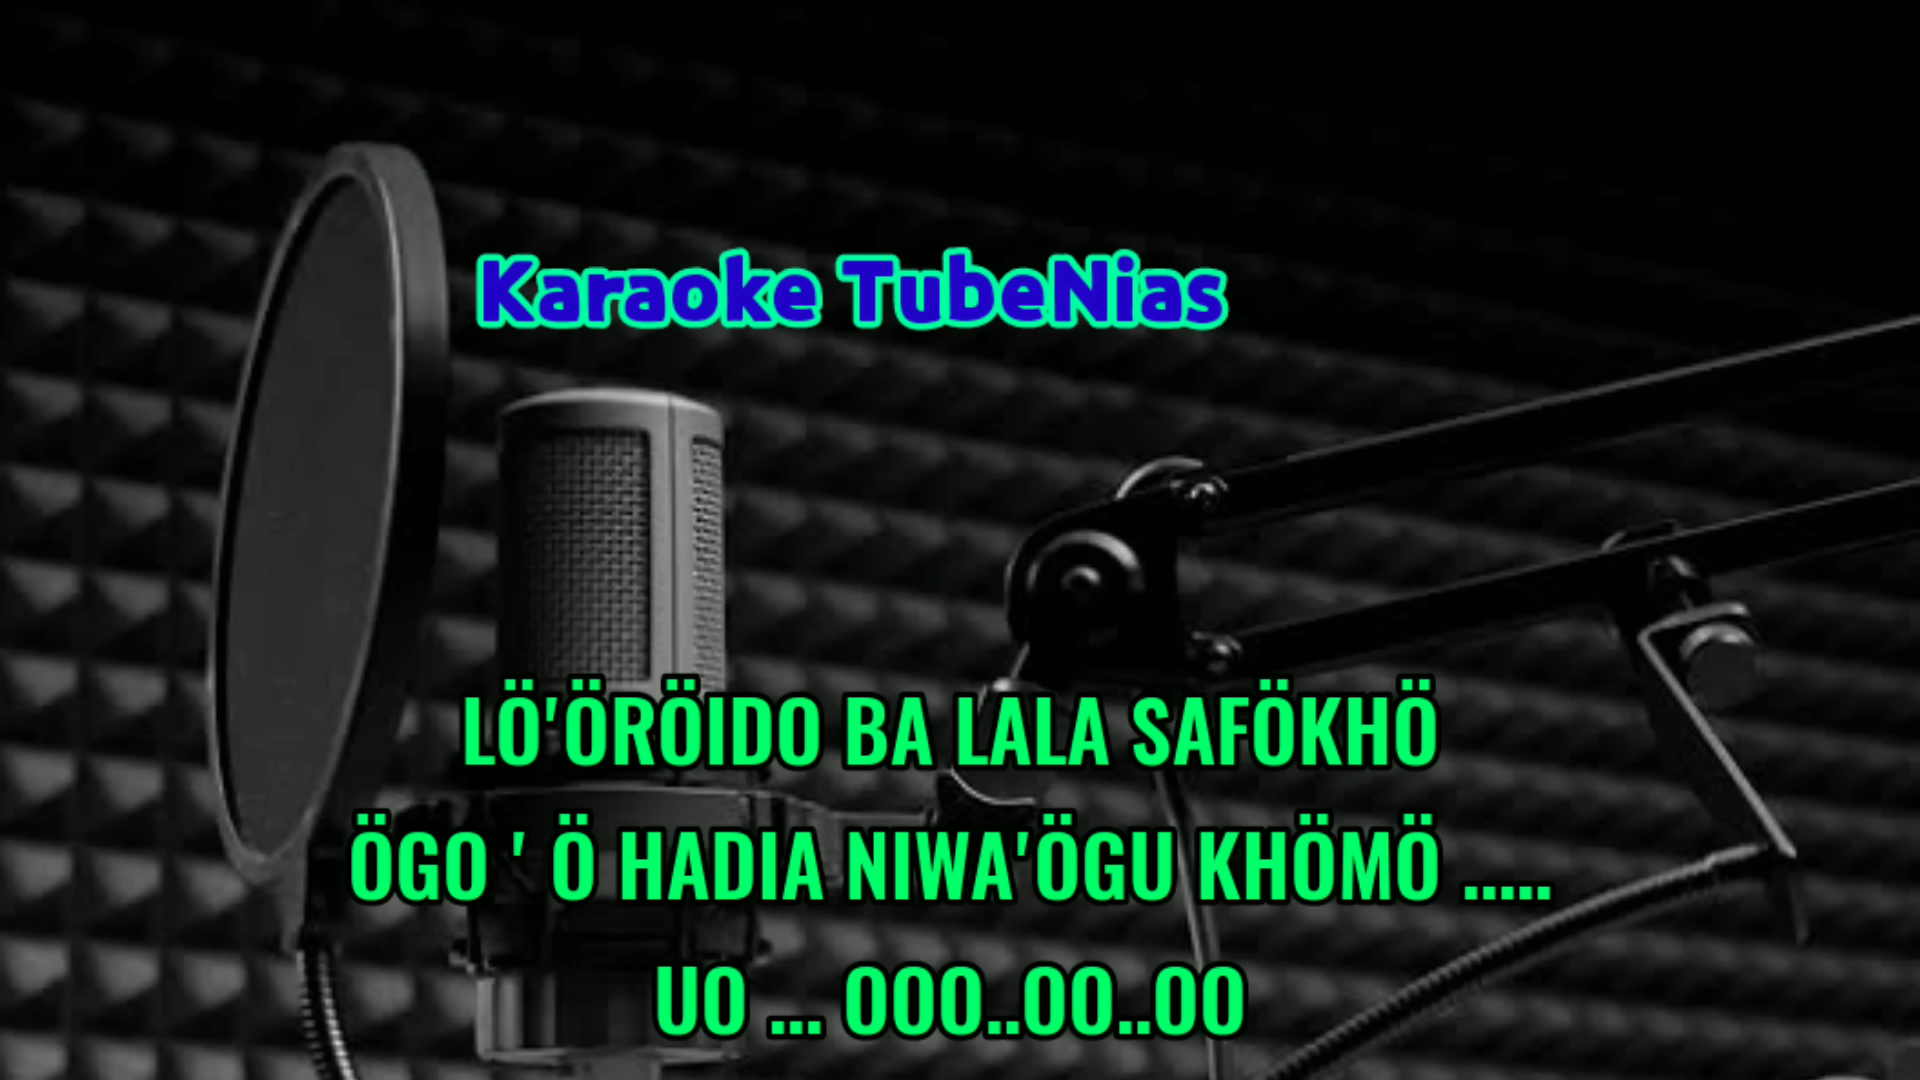 Karaoke TubeNias
LÖ'ÖRÖIDO BA LALA SAFÖKHÖ
ÖGO ' Ö HADIA NIWA'ÖGU KHÖMÖ .....
UO ... OOO..OO..OO